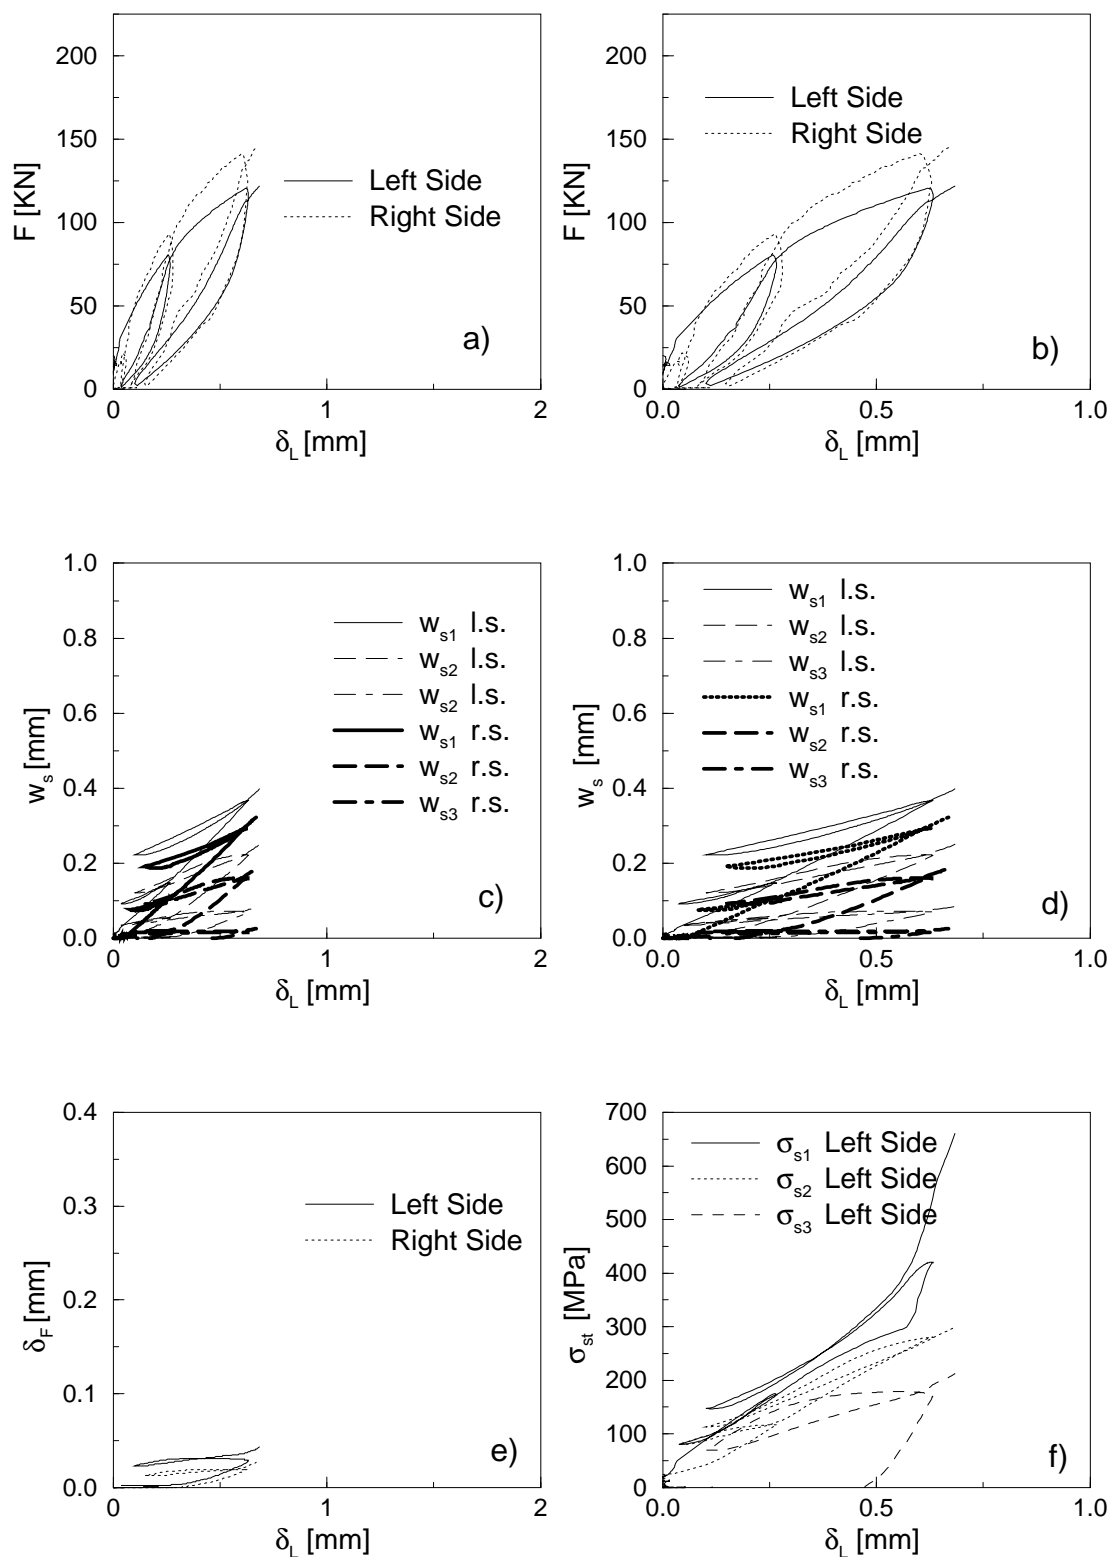 200
150
100
50
0
F [KN]
Left Side
Right Side
a)
0
1
2
δL [mm]
200
150
100
50
0
F [KN]
Left Side
Right Side
b)
0.0
0.5
1.0
δL [mm]
1.0
0.8
0.6
0.4
0.2
0.0
ws [mm]
ws1 l.s.
ws2 l.s.
ws2 l.s.
ws1 r.s.
ws2 r.s.
ws3 r.s.
c)
0
1
2
δL [mm]
1.0
0.8
0.6
0.4
0.2
0.0
ws [mm]
ws1 l.s.
ws2 l.s.
ws3 l.s.
ws1 r.s.
ws2 r.s.
ws3 r.s.
d)
0.0
0.5
1.0
δL [mm]
0.4
0.3
0.2
0.1
0.0
δF [mm]
Left Side
Right Side
e)
0
1
2
δL [mm]
700
600
500
400
300
200
100
0
σst [MPa]
σs1 Left Side
σs2 Left Side
σs3 Left Side
f)
0.0
0.5
1.0
δL [mm]